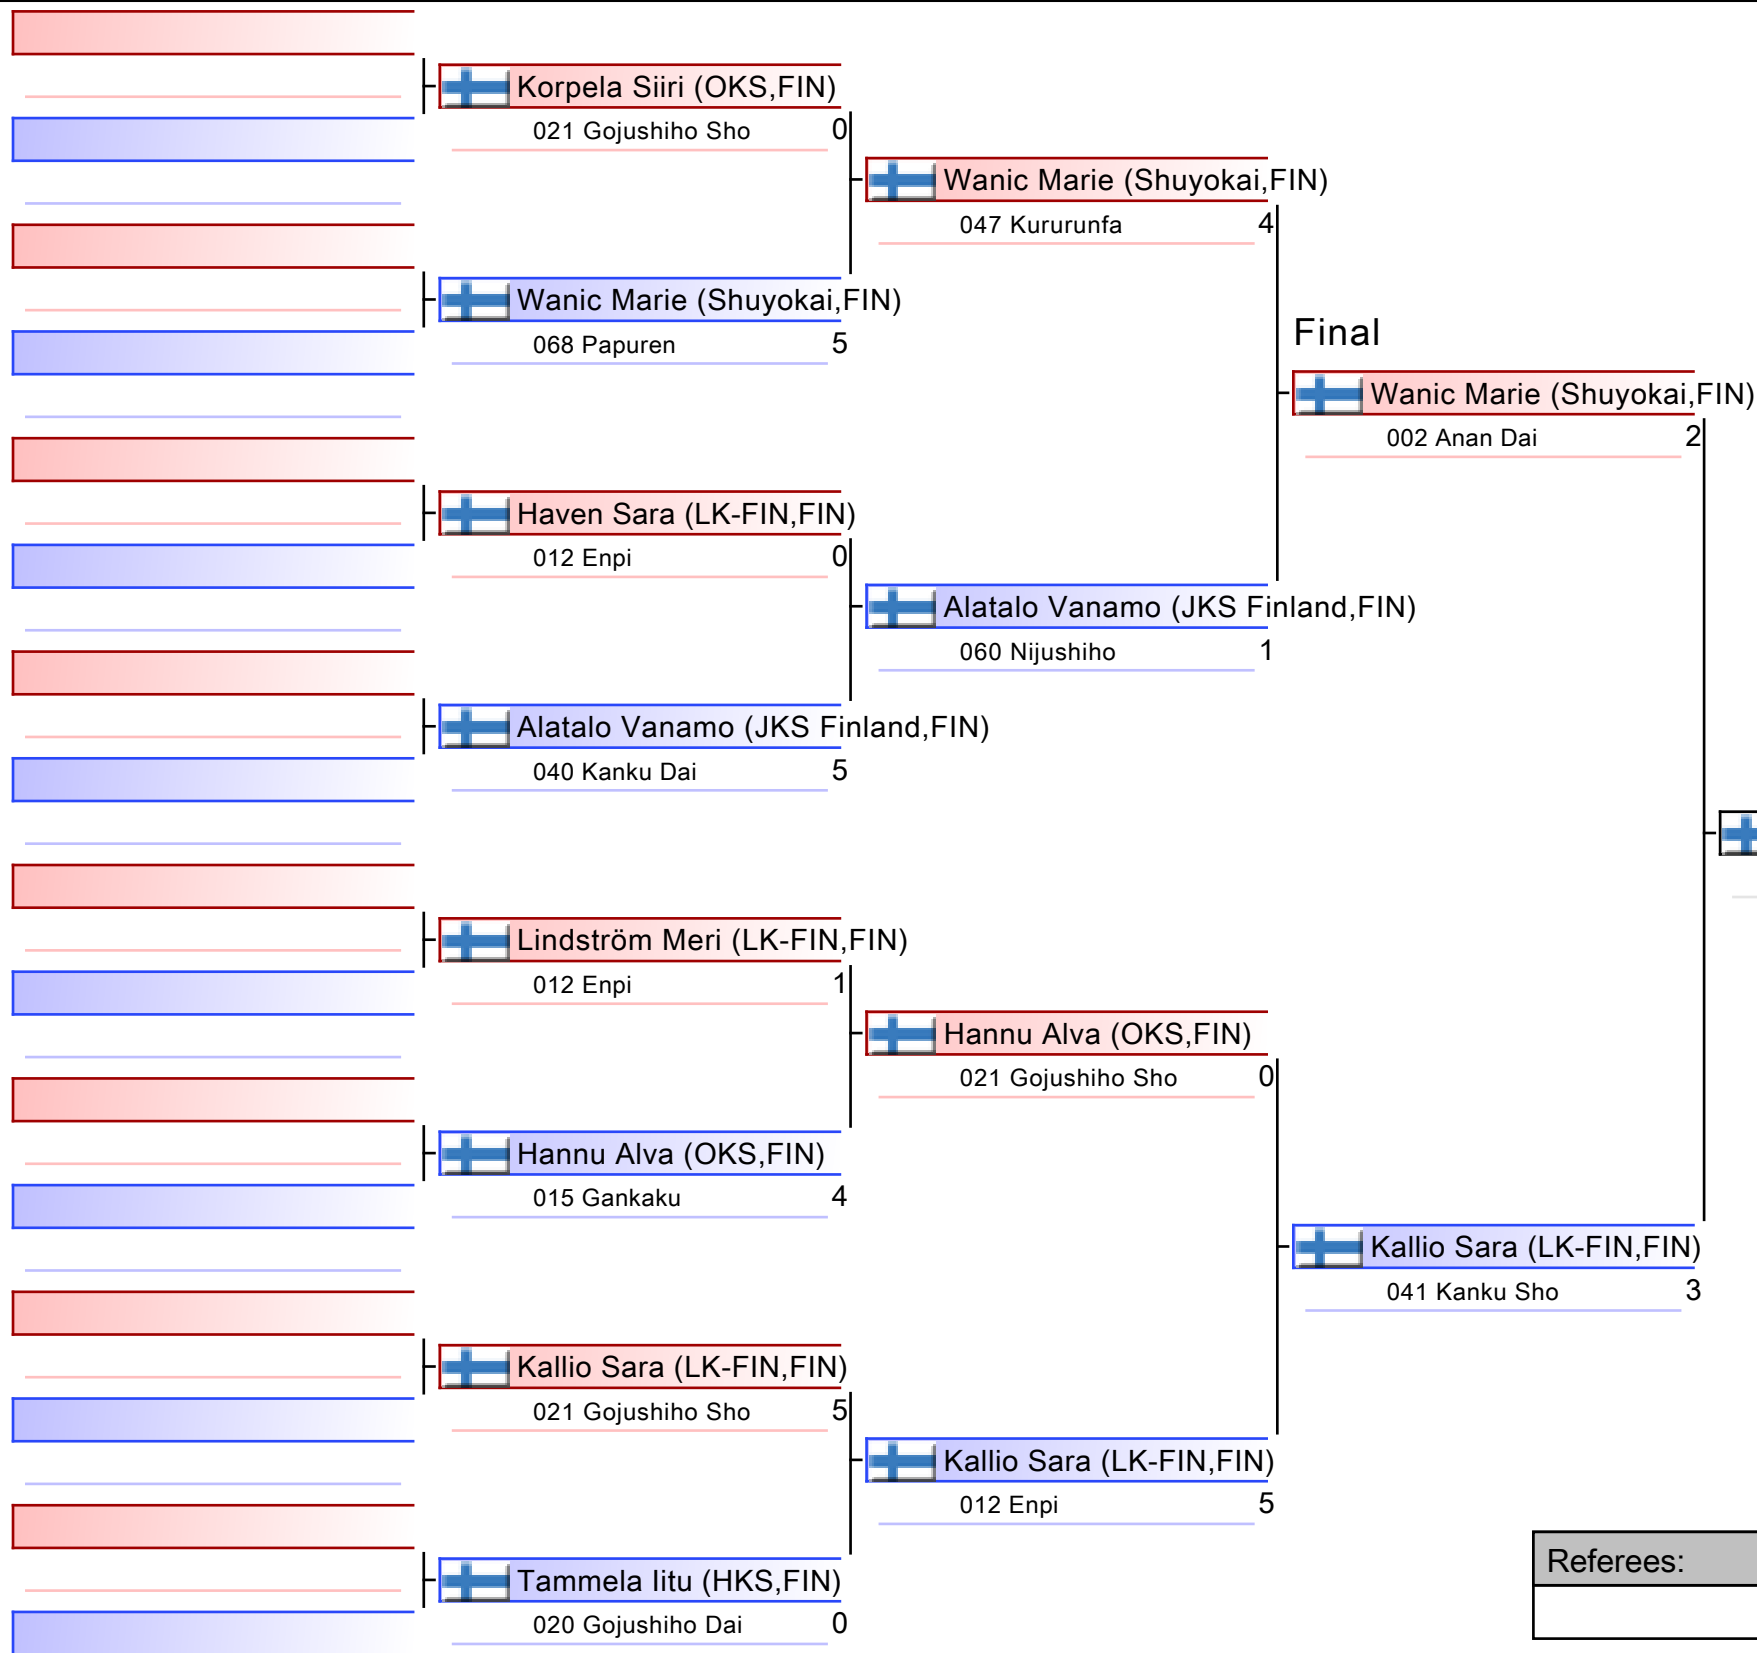 Korpela Siiri (OKS,FIN)
021 Gojushiho Sho 0
Wanic Marie (Shuyokai,FIN)
047 Kururunfa 4
Wanic Marie (Shuyokai,FIN)
068 Papuren 5
Final
Wanic Marie (Shuyokai,FIN)
002 Anan Dai 2
Haven Sara (LK-FIN,FIN)
012 Enpi 0
Alatalo Vanamo (JKS Finland,FIN)
060 Nijushiho 1
Alatalo Vanamo (JKS Finland,FIN)
040 Kanku Dai 5
Lindström Meri (LK-FIN,FIN)
012 Enpi 1
Hannu Alva (OKS,FIN)
021 Gojushiho Sho 0
Hannu Alva (OKS,FIN)
015 Gankaku 4
Kallio Sara (LK-FIN,FIN)
041 Kanku Sho 3
Kallio Sara (LK-FIN,FIN)
021 Gojushiho Sho 5
Kallio Sara (LK-FIN,FIN)
012 Enpi 5
Tammela Iitu (HKS,FIN)
020 Gojushiho Dai 0
Referees: